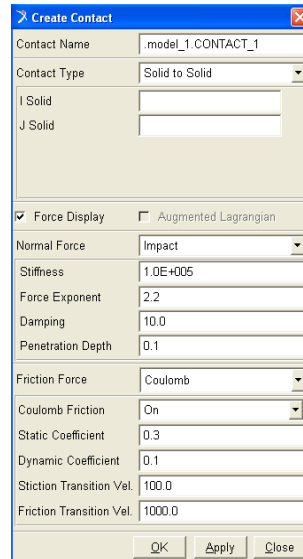 Create Contact
Contact Name .model_1.CONTACT_1
Contact Type Solid to Solid
I Solid
J Solid
Force Display Augmented Lagrangian
Normal Force Impact
Stiffness 1.0E+005
Force Exponent 2.2
Damping 10.0
Penetration Depth 0.1
Friction Force Coulomb
Coulomb Friction On
Static Coefficient 0.3
Dynamic Coefficient 0.1
Stiction Transition Vel. 100.0
Friction Transition Vel. 1000.0
OK Apply Close